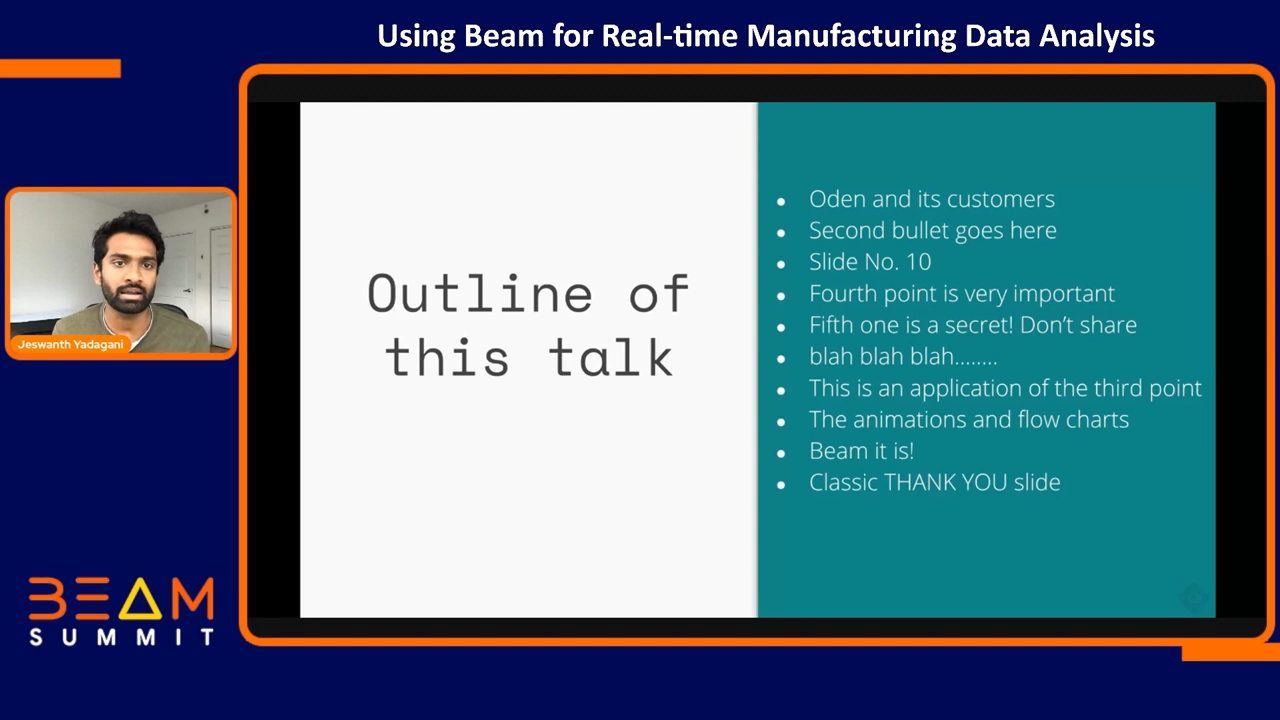 Using Beam for Real-time Manufacturing Data Analysis
Jeswanth Yadagani
BEAM
SUMMIT
Outline of
this talk
• Oden and its customers
• Second bullet goes here
• Slide No. 10
• Fourth point is very important
• Fifth one is a secret! Don’t share
• blah blah blah........
• This is an application of the third point
• The animations and flow charts
• Beam it is!
• Classic THANK YOU slide